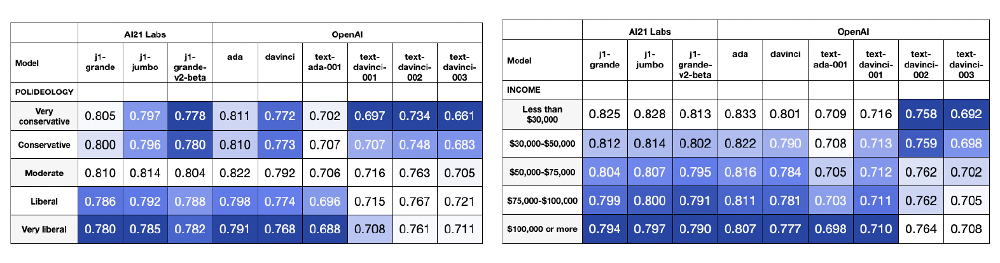 AI21 Labs OpenAI
Model j1-grande j1-jumbo j1-grande-v2-beta ada davinci text-ada-001 text-davinci-001 text-davinci-002 text-davinci-003
POLIDEOLOGY
Very conservative 0.805 0.797 0.778 0.811 0.772 0.702 0.697 0.734 0.661
Conservative 0.800 0.796 0.780 0.810 0.773 0.707 0.707 0.748 0.683
Moderate 0.810 0.814 0.804 0.822 0.792 0.706 0.716 0.763 0.705
Liberal 0.786 0.792 0.788 0.798 0.774 0.696 0.715 0.767 0.721
Very liberal 0.780 0.785 0.782 0.791 0.768 0.688 0.708 0.761 0.711
AI21 Labs OpenAI
Model j1-grande j1-jumbo j1-grande-v2-beta ada davinci text-ada-001 text-davinci-001 text-davinci-002 text-davinci-003
INCOME
Less than $30,000 0.825 0.828 0.813 0.833 0.801 0.709 0.716 0.758 0.692
$30,000-$50,000 0.812 0.814 0.802 0.822 0.790 0.708 0.713 0.759 0.698
$50,000-$75,000 0.804 0.807 0.795 0.816 0.784 0.705 0.712 0.762 0.702
$75,000-$100,000 0.799 0.800 0.791 0.811 0.781 0.703 0.711 0.762 0.705
$100,000 or more 0.794 0.797 0.790 0.807 0.777 0.698 0.710 0.764 0.708